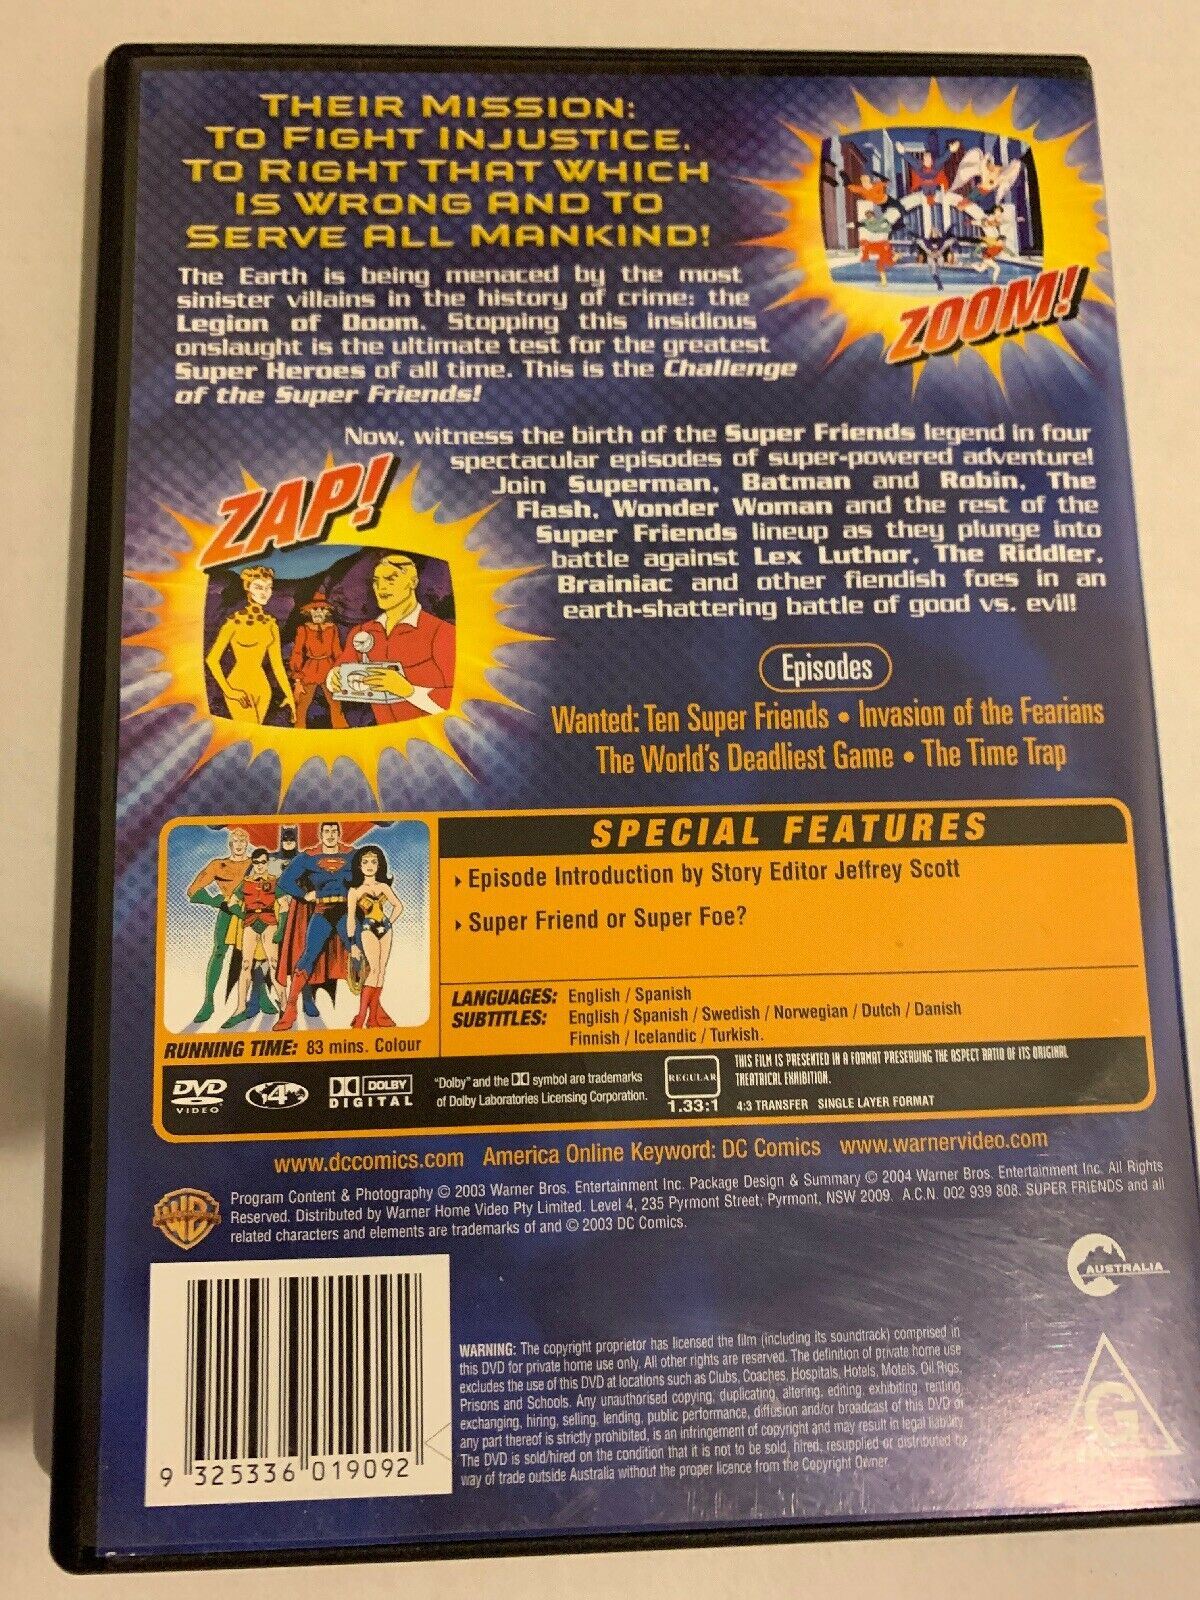 THEIR MISSION:
TO FIGHT INJUSTICE.
TO RIGHT THAT WHICH
IS WRONG AND TO
SERVE ALL MANKIND!
ZOOM!
The Earth is being menaced by the most
sinister villains in the history of crime: the
Legion of Doom. Stopping this insidious
onslaught is the ultimate test for the greatest
Super Heroes of all time. This is the Challenge
of the Super Friends!
ZAP!
Now, witness the birth of the Super Friends legend in four
spectacular episodes of super-powered adventure!
Join Superman, Batman and Robin, The
Flash, Wonder Woman and the rest of the
Super Friends lineup as they plunge into
battle against Lex Luthor, The Riddler,
Brainiac and other fiendish foes in an
earth-shattering battle of good vs. evil!
Episodes
Wanted: Ten Super Friends • Invasion of the Fearians
The World's Deadliest Game • The Time Trap
SPECIAL FEATURES
Episode Introduction by Story Editor Jeffrey Scott
Super Friend or Super Foe?
LANGUAGES: English / Spanish
SUBTITLES: English / Spanish / Swedish / Norwegian / Dutch / Danish
Finnish / Icelandic / Turkish.
RUNNING TIME: 83 mins. Colour
DVD VIDEO
4
DOLBY DIGITAL
"Dolby" and the DD symbol are trademarks
of Dolby Laboratories Licensing Corporation.
REGULAR
1.33:1
THIS FILM IS PRESENTED IN A FORMAT PRESERVING THE ASPECT RATIO OF ITS ORIGINAL
THEATRICAL EXHIBITION.
4:3 TRANSFER SINGLE LAYER FORMAT
www.dccomics.com America Online Keyword: DC Comics www.warnervideo.com
WB
Program Content & Photography © 2003 Warner Bros. Entertainment Inc. Package Design & Summary © 2004 Warner Bros. Entertainment Inc. All Rights
Reserved. Distributed by Warner Home Video Pty Limited. Level 4, 235 Pyrmont Street, Pyrmont, NSW 2009. A.C.N. 002 939 808. SUPER FRIENDS and all
related characters and elements are trademarks of and © 2003 DC Comics.
AUSTRALIA
WARNING: The copyright proprietor has licensed the film (including its soundtrack) comprised in
this DVD for private home use only. All other rights are reserved. The definition of private home use
excludes the use of this DVD at locations such as Clubs, Coaches, Hospitals, Hotels, Motels, Oil Rigs,
Prisons and Schools. Any unauthorised copying, duplicating, altering, editing, exhibiting, renting,
exchanging, hiring, selling, lending, public performance, diffusion and/or broadcast of this DVD or
any part thereof is strictly prohibited, is an infringement of copyright and may result in legal liability.
The DVD is sold/hired on the condition that it is not to be sold, hired, resupplied or distributed by
way of trade outside Australia without the proper licence from the Copyright Owner.
G
9 325336 019092